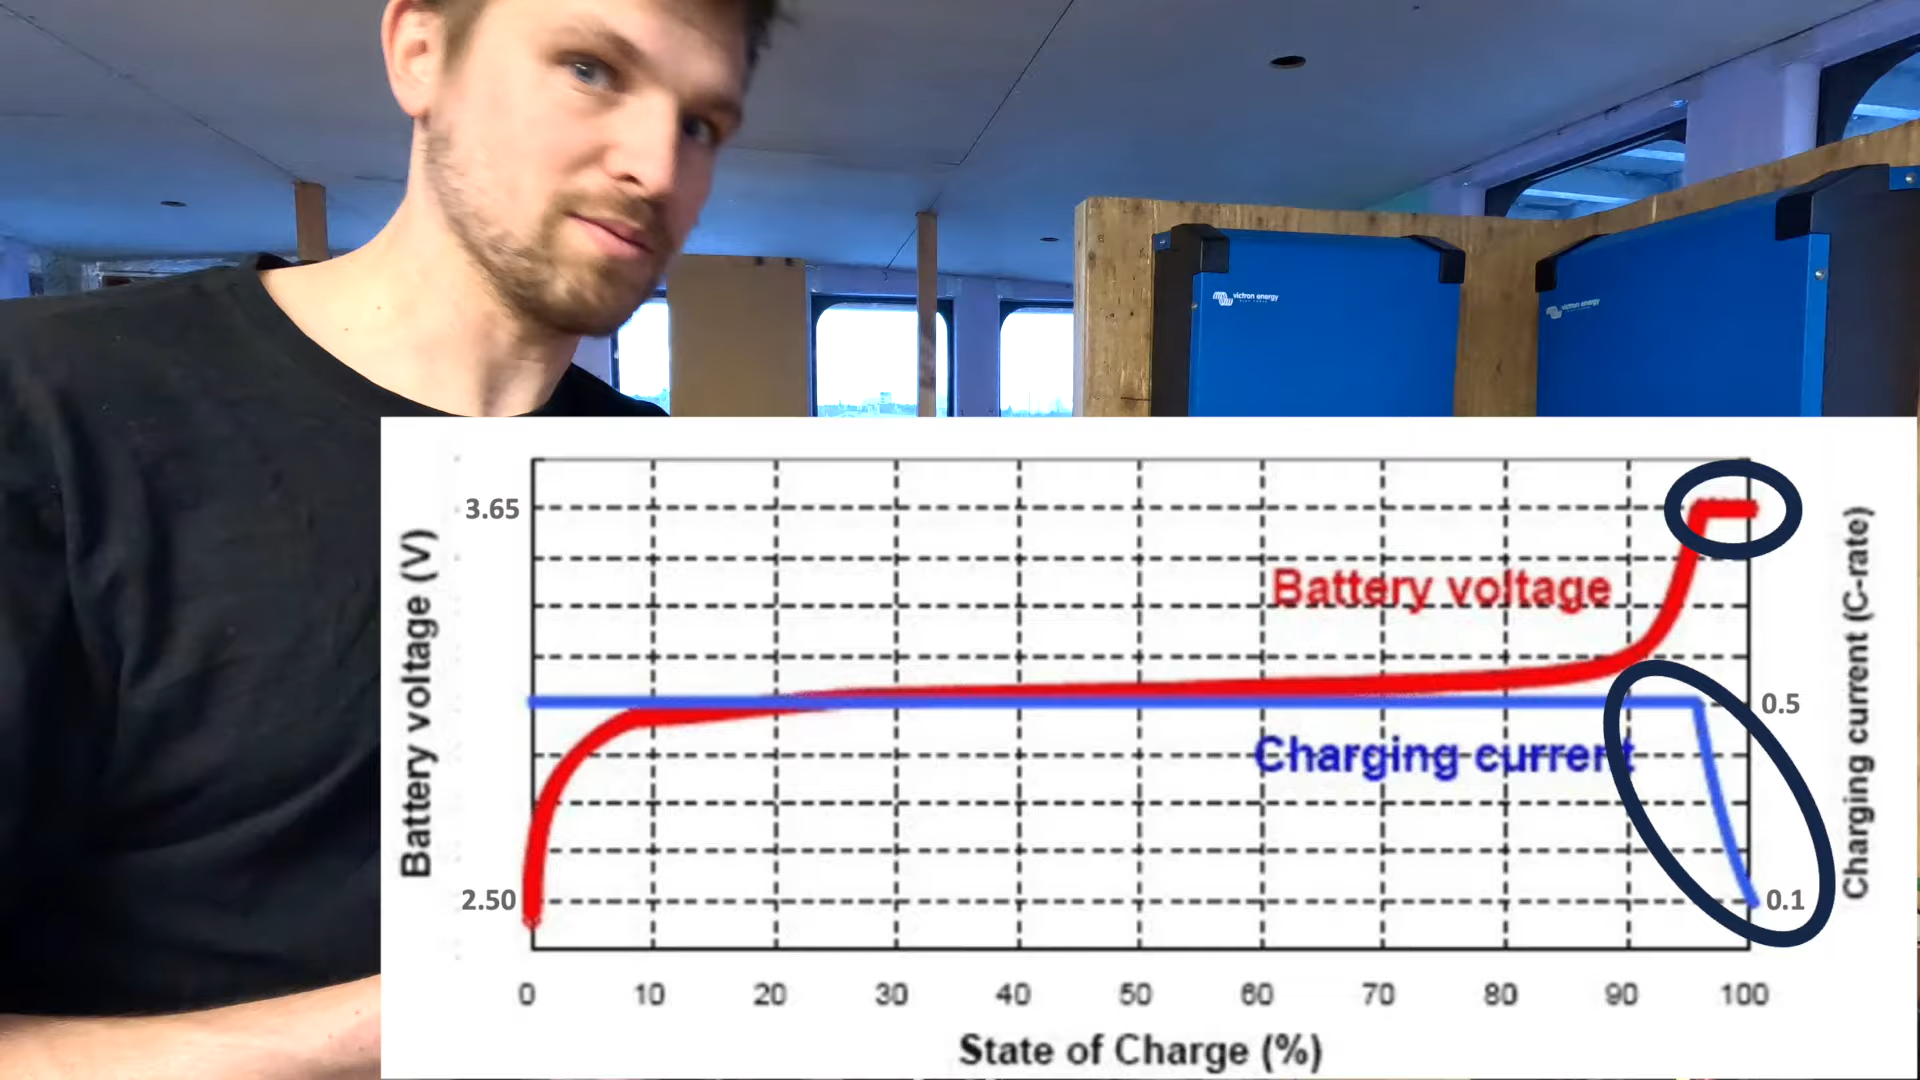 victron energy
victron energy
3.65
Battery voltage
0.5
Charging current
2.50
0.1
Battery voltage (V)
Charging current (C-rate)
0 10 20 30 40 50 60 70 80 90 100
State of Charge (%)